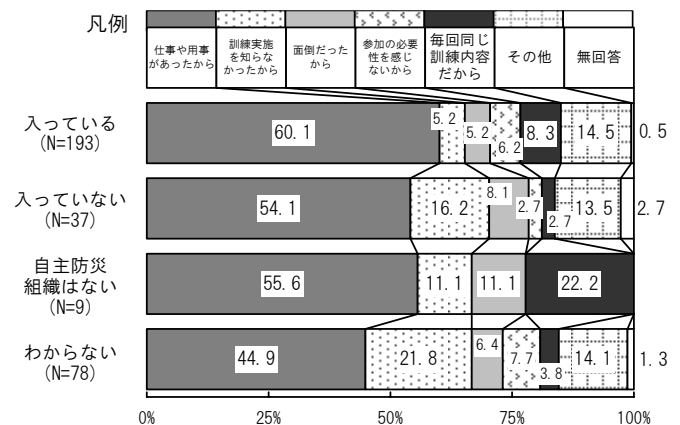 凡例
仕事や用事
があったから
訓練実施
を知らな
かったから
面倒だった
から
参加の必要
性を感じ
ないから
毎回同じ
訓練内容
だから
その他
無回答
入っている
(N=193)
60.1
5.2
5.2
6.2
8.3
14.5
0.5
入っていない
(N=37)
54.1
16.2
8.1
2.7
2.7
13.5
2.7
自主防災
組織はない
(N=9)
55.6
11.1
11.1
22.2
わからない
(N=78)
44.9
21.8
6.4
7.7
3.8
14.1
1.3
0%
25%
50%
75%
100%